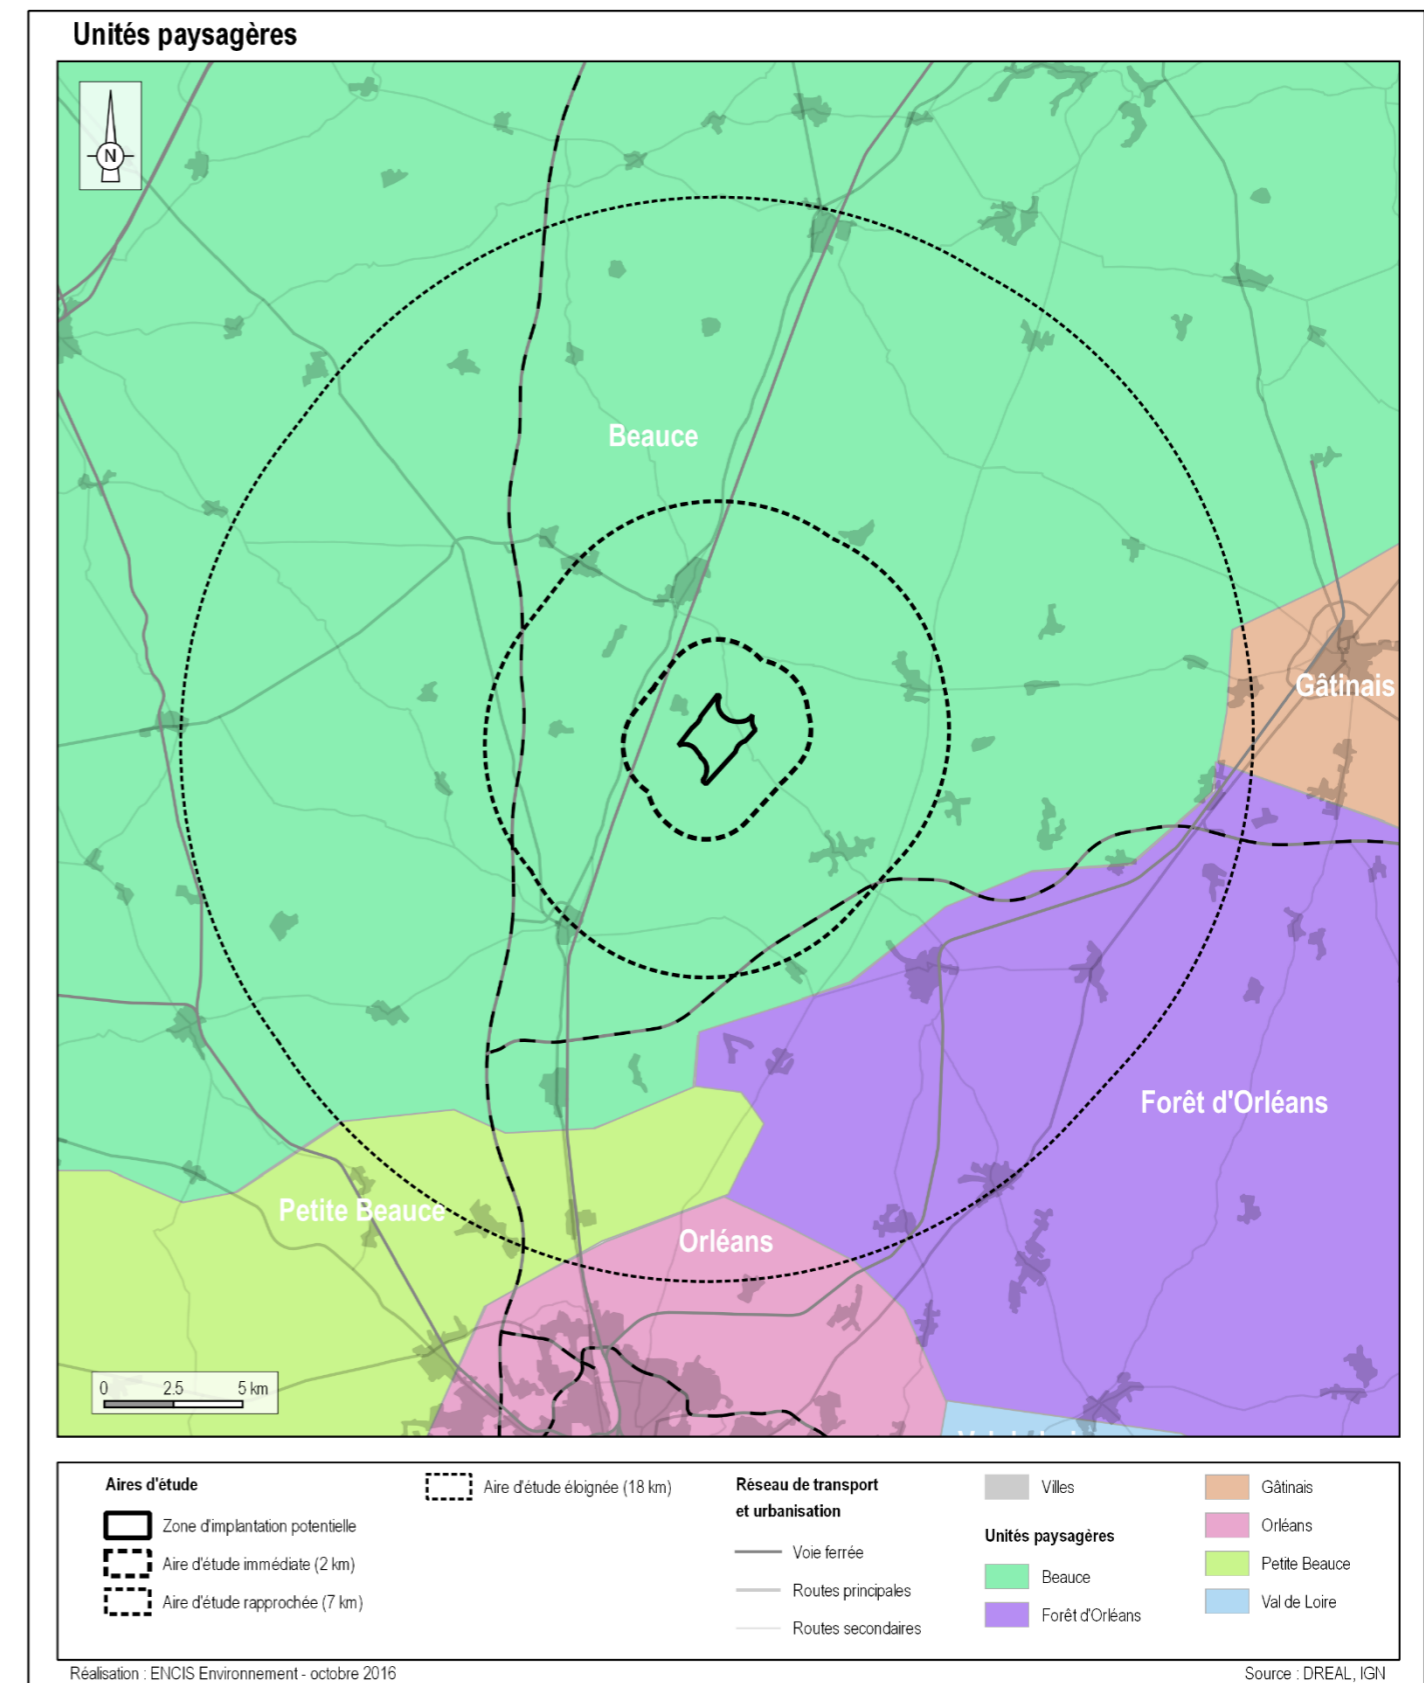 Unités paysagères
N
Beauce
Gâtinais
Forêt d'Orléans
Petite Beauce
Orléans
0 2.5 5 km
Aires d'étude
Zone d'implantation potentielle
Aire d'étude immédiate (2 km)
Aire d'étude rapprochée (7 km)
Aire d'étude éloignée (18 km)
Réseau de transport
et urbanisation
Voie ferrée
Routes principales
Routes secondaires
Villes
Unités paysagères
Beauce
Forêt d'Orléans
Gâtinais
Orléans
Petite Beauce
Val de Loire
Réalisation : ENCIS Environnement - octobre 2016
Source : DREAL, IGN